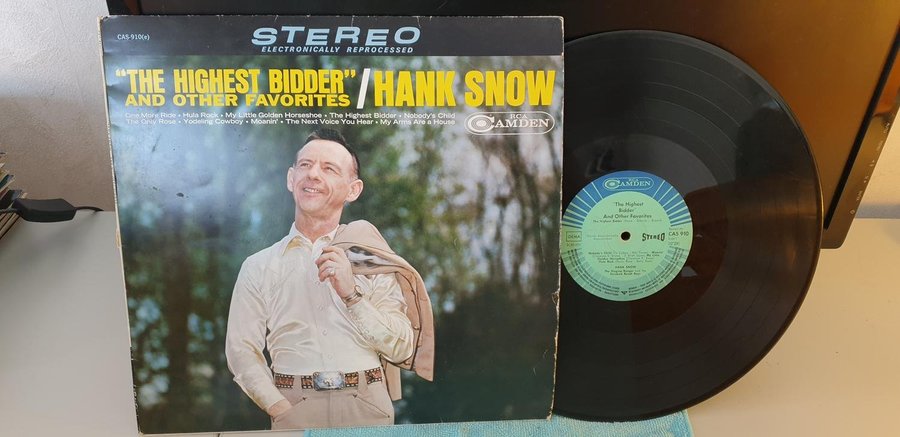 CAS-910(e)
STEREO
ELECTRONICALLY REPROCESSED
"THE HIGHEST BIDDER" / HANK SNOW
AND OTHER FAVORITES
One More Ride • Hula Rock • My Little Golden Horseshoe • The Highest Bidder • Nobody's Child
The Only Rose • Yodeling Cowboy • Moanin' • The Next Voice You Hear • My Arms Are a House
RCA
CAMDEN
RCA
CAMDEN
The Highest
Bidder
And Other Favorites
STEREO
CAS 910
HANK SNOW